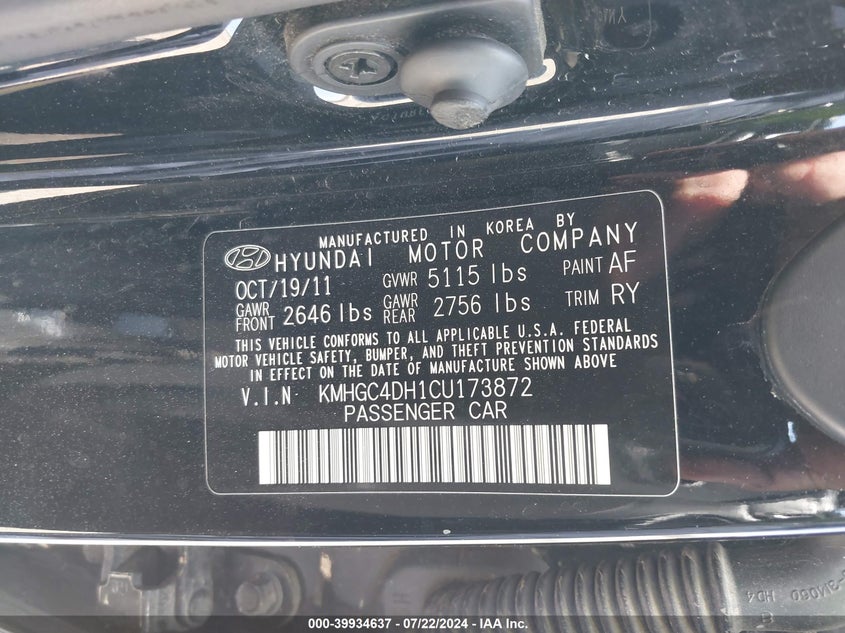 MANUFACTURED IN KOREA BY
HYUNDAI MOTOR COMPANY
OCT/19/11 GVWR 5115 lbs PAINT AF
GAWR FRONT 2646 lbs GAWR REAR 2756 lbs TRIM RY
THIS VEHICLE CONFORMS TO ALL APPLICABLE U.S.A. FEDERAL
MOTOR VEHICLE SAFETY, BUMPER, AND THEFT PREVENTION STANDARDS
IN EFFECT ON THE DATE OF MANUFACTURE SHOWN ABOVE
V.I.N KMHGC4DH1CU173872
PASSENGER CAR
HD4
000-39934637 - 07/22/2024 - IAA Inc.